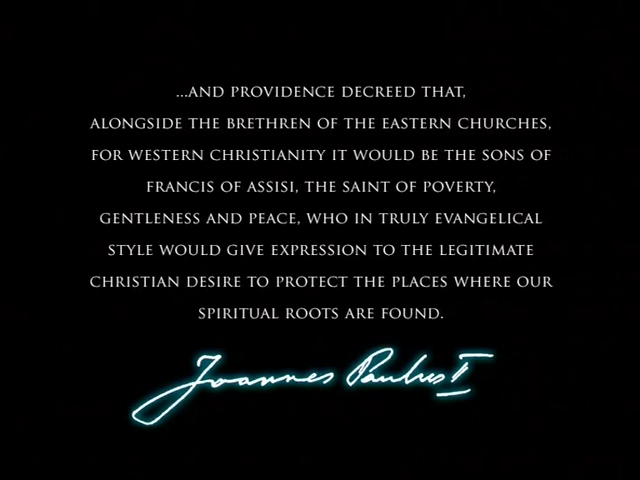 ...AND PROVIDENCE DECREED THAT,
ALONGSIDE THE BRETHREN OF THE EASTERN CHURCHES,
FOR WESTERN CHRISTIANITY IT WOULD BE THE SONS OF
FRANCIS OF ASSISI, THE SAINT OF POVERTY,
GENTLENESS AND PEACE, WHO IN TRULY EVANGELICAL
STYLE WOULD GIVE EXPRESSION TO THE LEGITIMATE
CHRISTIAN DESIRE TO PROTECT THE PLACES WHERE OUR
SPIRITUAL ROOTS ARE FOUND.
Joannes Paulus II